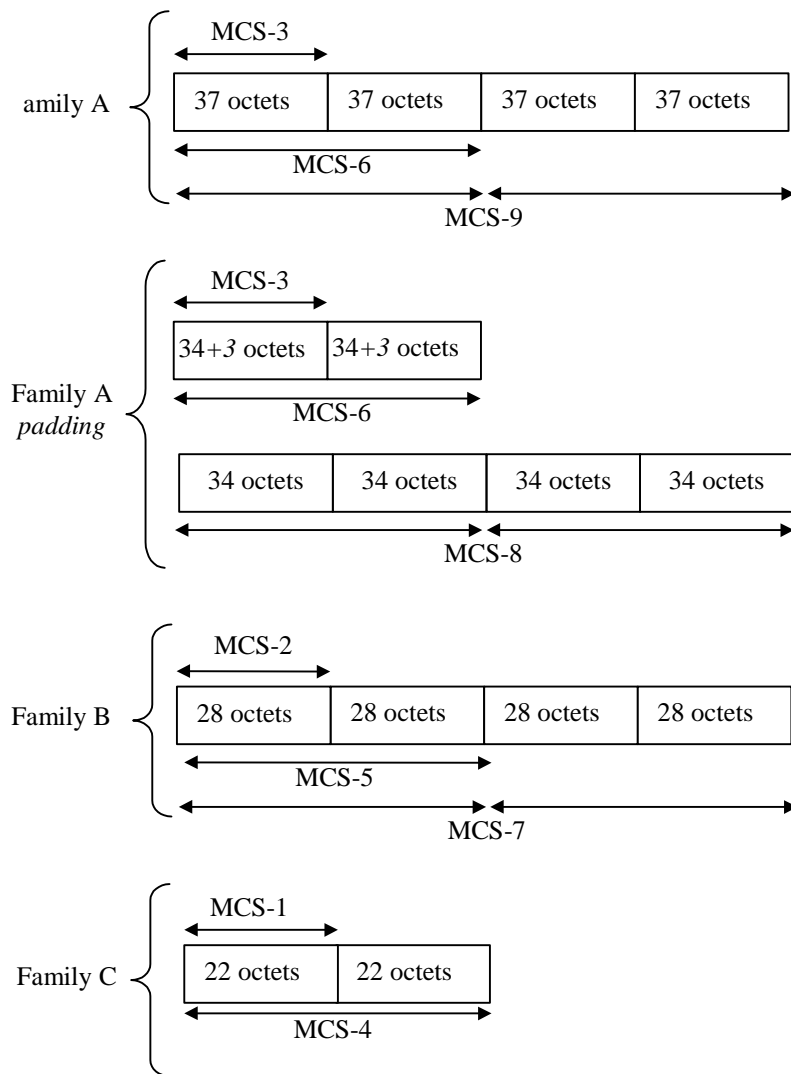 MCS-3
amily A
37 octets 37 octets 37 octets 37 octets
MCS-6
MCS-9
MCS-3
34+3 octets 34+3 octets
Family A
padding
MCS-6
34 octets 34 octets 34 octets 34 octets
MCS-8
MCS-2
Family B
28 octets 28 octets 28 octets 28 octets
MCS-5
MCS-7
MCS-1
Family C
22 octets 22 octets
MCS-4